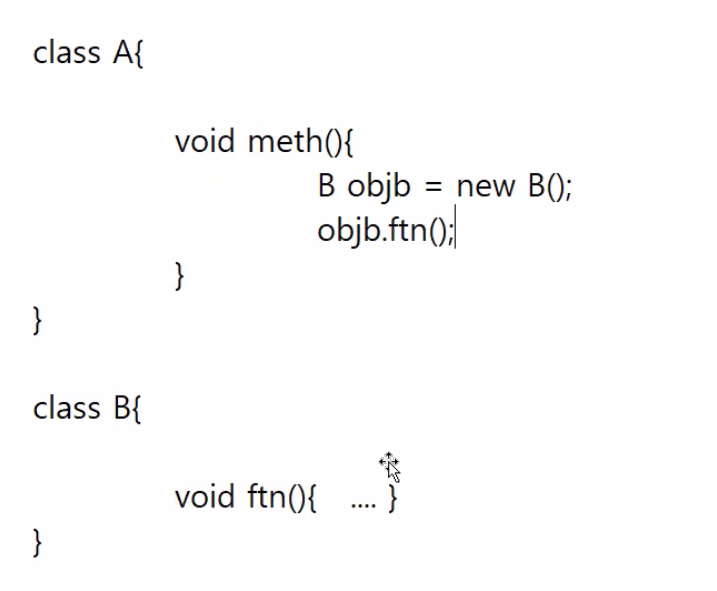 class A{
void meth(){
B objb = new B();
objb.ftn();
}
}
class B{
void ftn(){ .... }
}